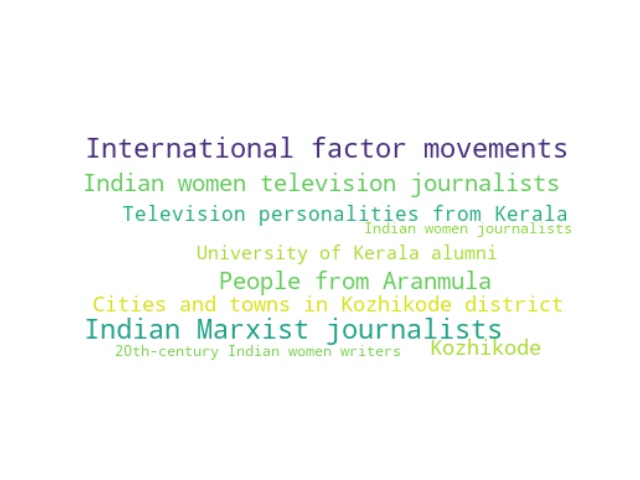 International factor movements
Indian women television journalists
Television personalities from Kerala
Indian women journalists
University of Kerala alumni
People from Aranmula
Cities and towns in Kozhikode district
Indian Marxist journalists
Kozhikode
20th-century Indian women writers